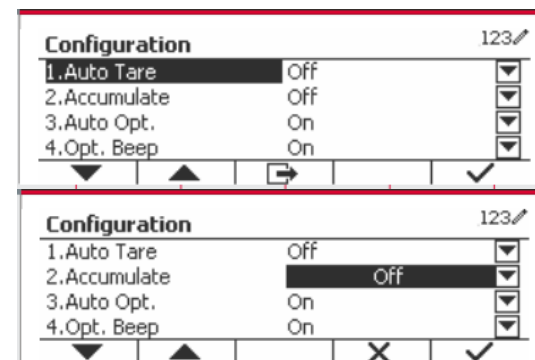 Configuration 123
1.Auto Tare Off
2.Accumulate Off
3.Auto Opt. On
4.Opt. Beep On
Configuration 123
1.Auto Tare Off
2.Accumulate Off
3.Auto Opt. On
4.Opt. Beep On